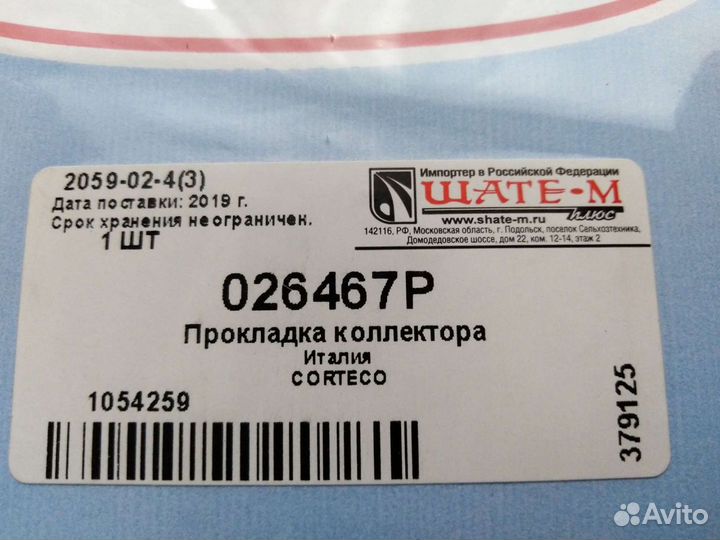 2059-02-4(3)
Дата поставки: 2019 г.
Срок хранения неограничен.
1 ШТ
Импортер в Российской Федерации
ШАТЕ-М
плюс
www.shate-m.ru
142116, РФ, Московская область, г. Подольск, поселок Сельхозтехника,
Домодедовское шоссе, дом 22, ком. 12-14, этаж 2
026467P
Прокладка коллектора
Италия
CORTECO
1054259
379125
Avito